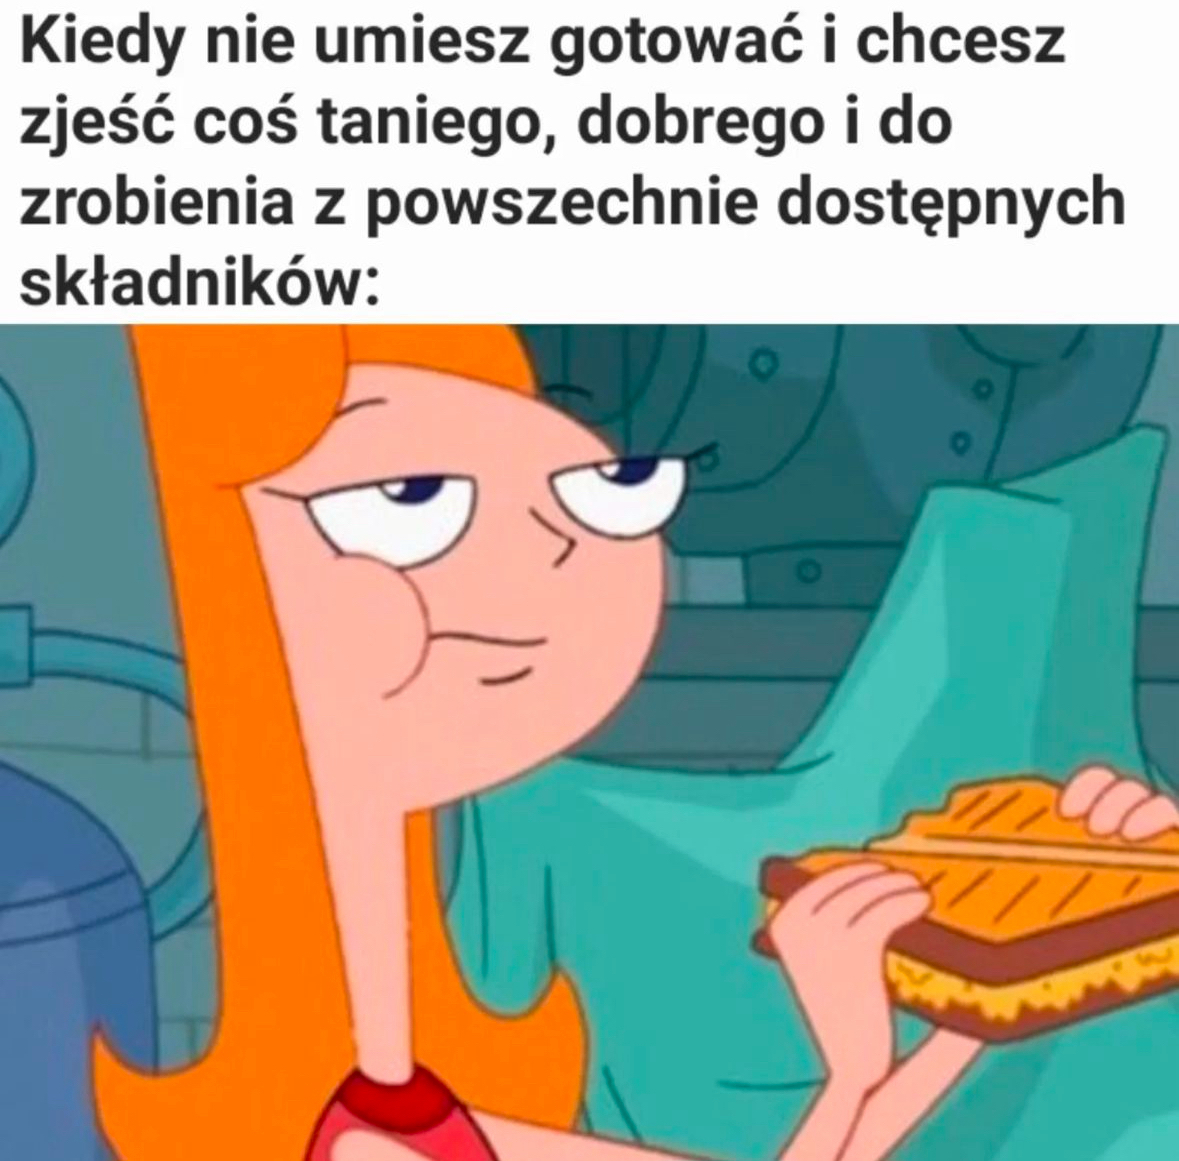 Kiedy nie umiesz gotować i chcesz
zjeść coś taniego, dobrego i do
zrobienia z powszechnie dostępnych
składników: